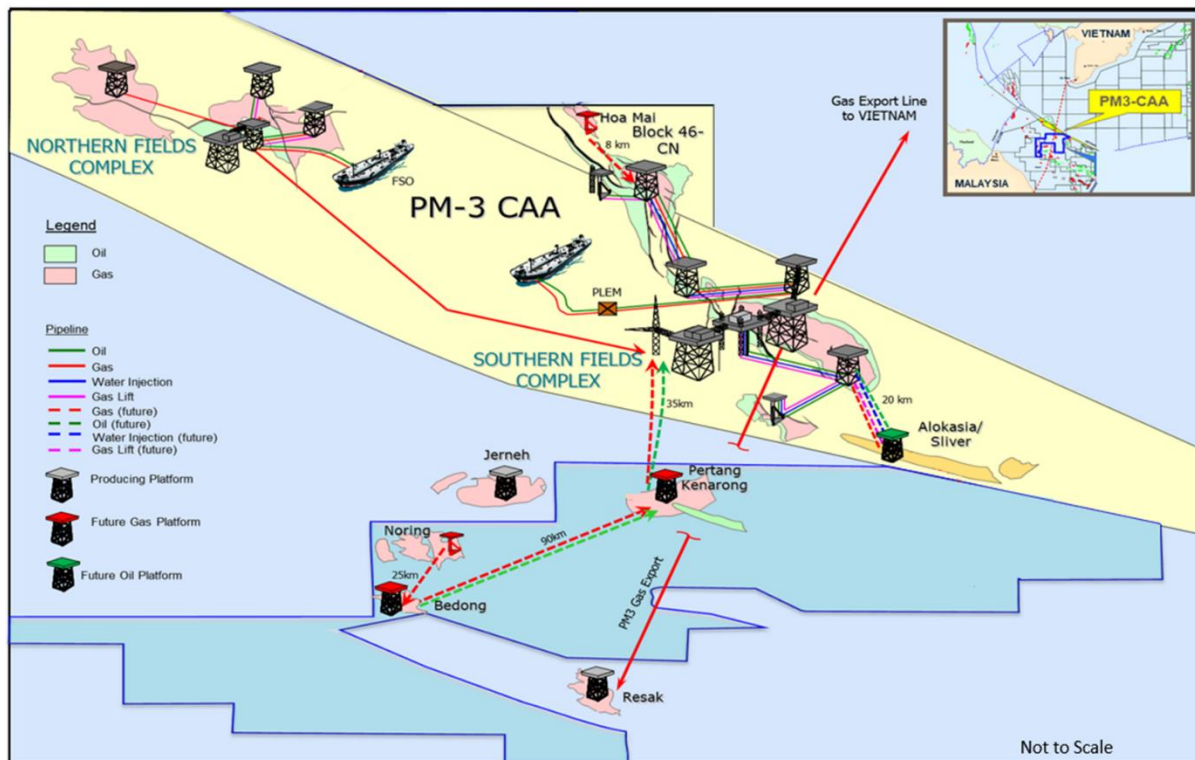 VIETNAM
PM3-CAA
MALAYSIA
Gas Export Line
to VIETNAM
NORTHERN FIELDS
COMPLEX
FSO
Hoa Mai
Block 46-
CN
8 km
PM-3 CAA
Legend
Oil
Gas
PLEM
SOUTHERN FIELDS
COMPLEX
Pipeline
Oil
Gas
Water Injection
Gas Lift
Gas (future)
Oil (future)
Water Injection (future)
Gas Lift (future)
Producing Platform
Future Gas Platform
Future Oil Platform
35km
20 km
Alokasia/
Sliver
Jerneh
Pertang
Kenarong
Noring
90km
25km
Bedong
PM3 Gas Export
Resak
Not to Scale